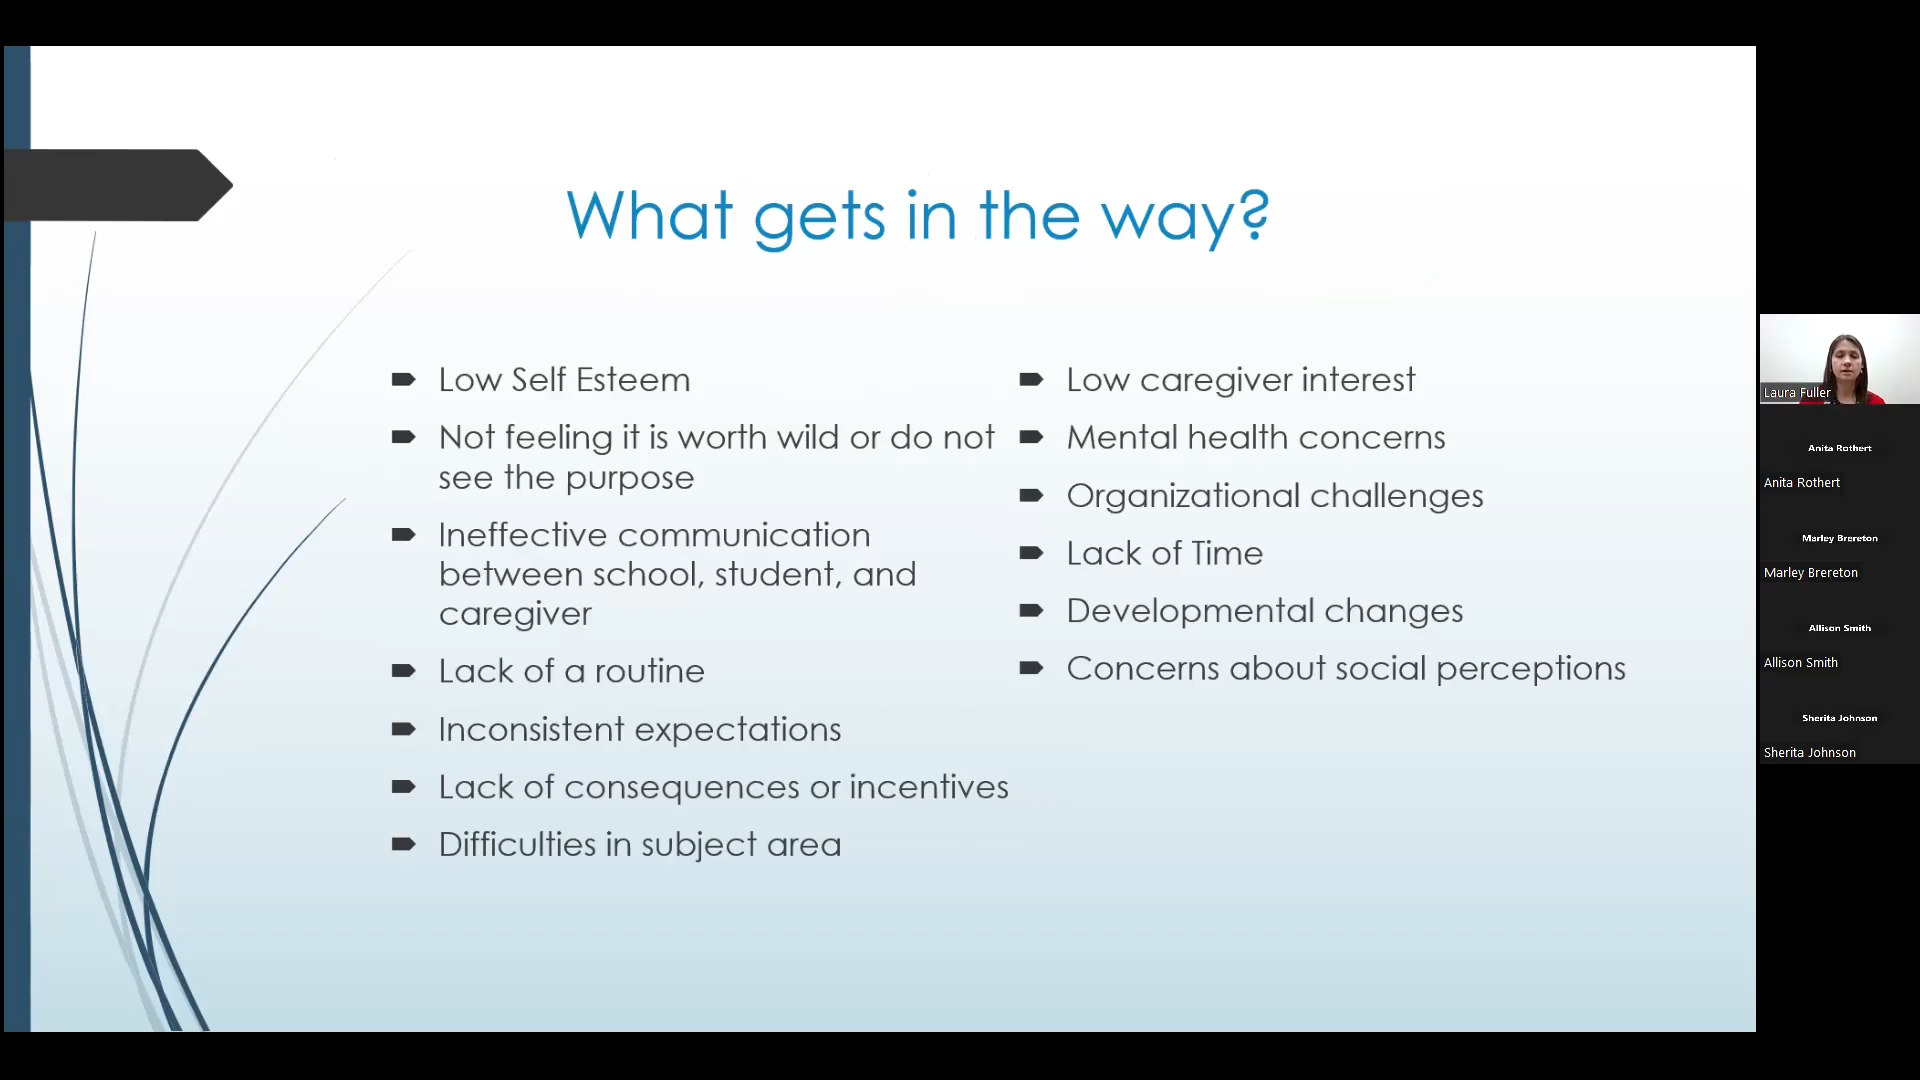 What gets in the way?
Low Self Esteem
Not feeling it is worth wild or do not
see the purpose
Ineffective communication
between school, student, and
caregiver
Lack of a routine
Inconsistent expectations
Lack of consequences or incentives
Difficulties in subject area
Low caregiver interest
Mental health concerns
Organizational challenges
Lack of Time
Developmental changes
Concerns about social perceptions
Laura Fuller
Anita Rothert
Anita Rothert
Marley Brereton
Marley Brereton
Allison Smith
Allison Smith
Sherita Johnson
Sherita Johnson